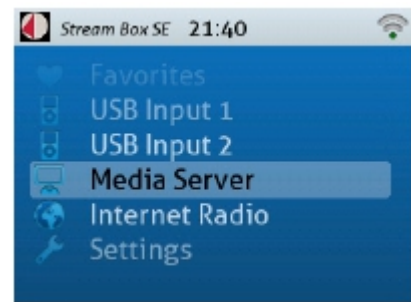 Stream Box SE 21:40
Favorites
USB Input 1
USB Input 2
Media Server
Internet Radio
Settings